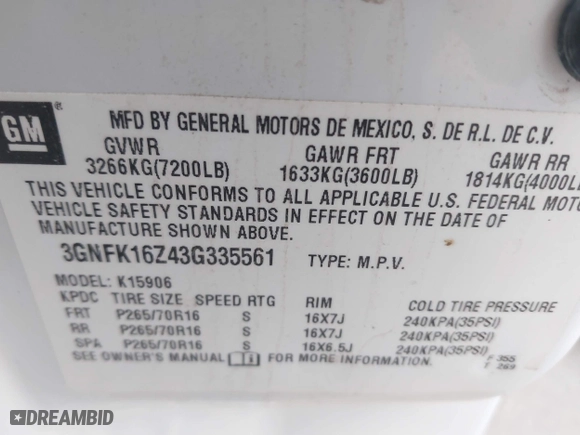 GM ®
MFD BY GENERAL MOTORS DE MEXICO, S. DE R.L. DE C.V.
GVWR GAWR FRT GAWR RR
3266KG(7200LB) 1633KG(3600LB) 1814KG(4000LB
THIS VEHICLE CONFORMS TO ALL APPLICABLE U.S. FEDERAL MOTO
VEHICLE SAFETY STANDARDS IN EFFECT ON THE DATE OF
MANUFACTURE SHOWN ABOVE.
3GNFK16Z43G335561 TYPE: M.P.V.
MODEL: K15906
KPDC TIRE SIZE SPEED RTG RIM COLD TIRE PRESSURE
FRT P265/70R16 S 16X7J 240KPA(35PSI)
RR P265/70R16 S 16X7J 240KPA(35PSI)
SPA P265/70R16 S 16X6.5J 240KPA(35PSI)
SEE OWNER'S MANUAL FOR MORE INFORMATION.
F 355
T 269
DREAMBID